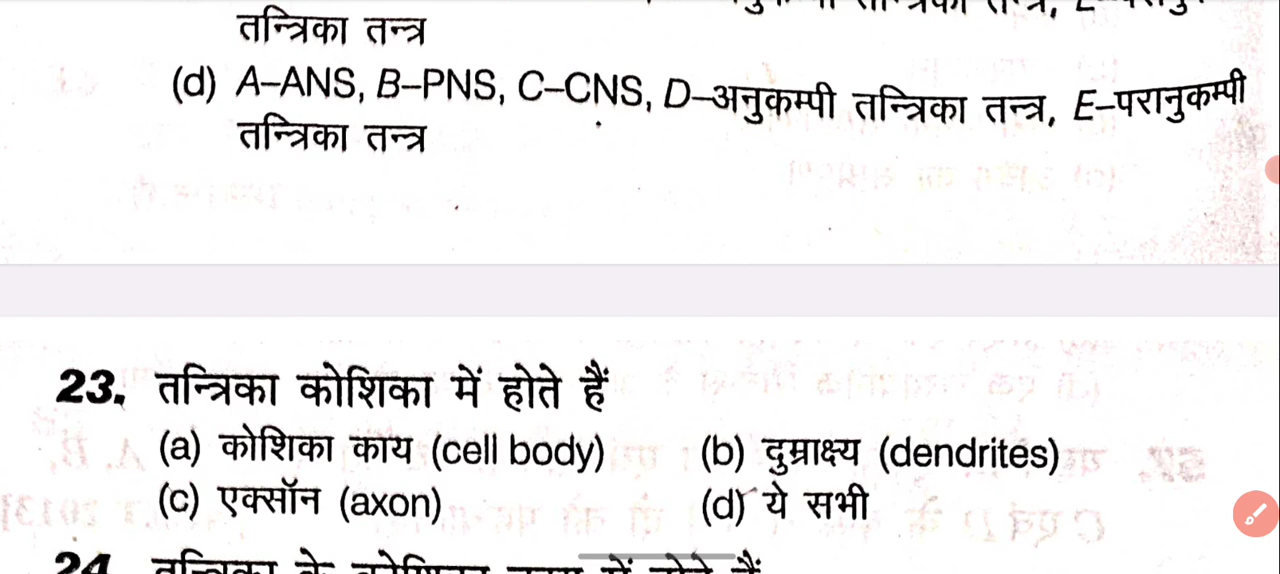 तन्त्रिका तन्त्र
(d) A–ANS, B–PNS, C–CNS, D–अनुकम्पी तन्त्रिका तन्त्र, E–परानुकम्पी
तन्त्रिका तन्त्र
23. तन्त्रिका कोशिका में होते हैं
(a) कोशिका काय (cell body) (b) दुम्राक्ष्य (dendrites)
(c) एक्सॉन (axon) (d) ये सभी
24